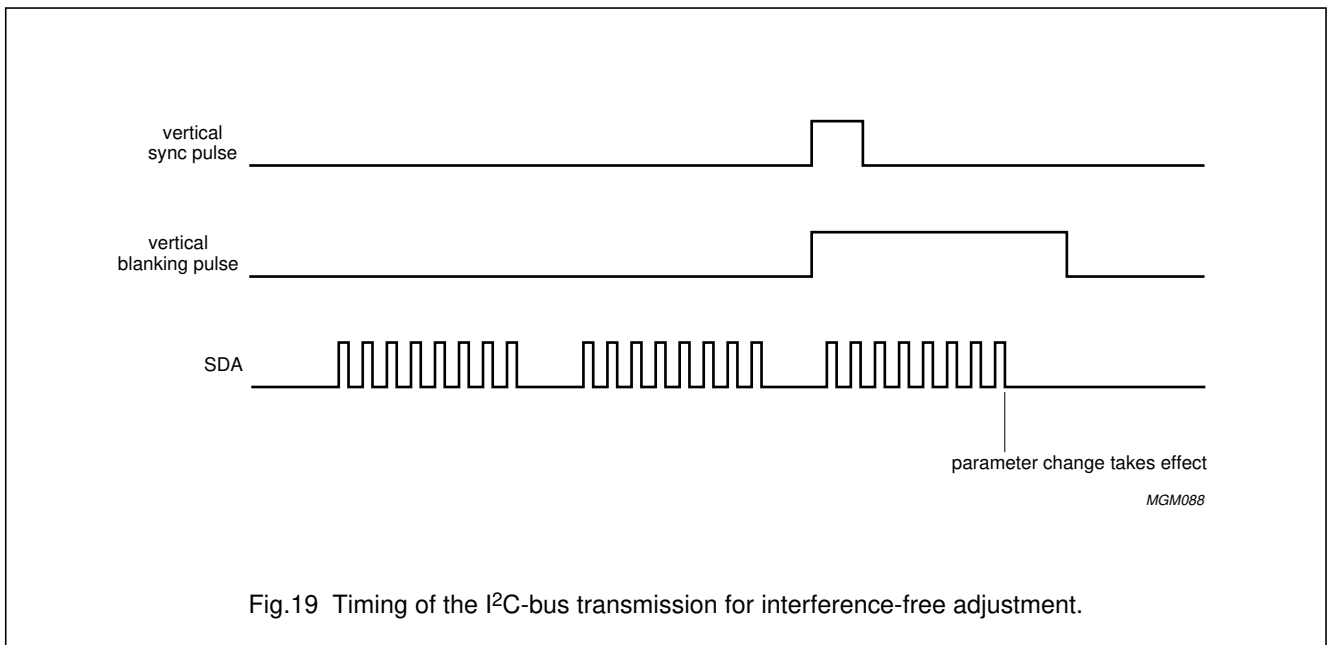 vertical
sync pulse
vertical
blanking pulse
SDA
parameter change takes effect
MGM088
Fig.19 Timing of the I²C-bus transmission for interference-free adjustment.